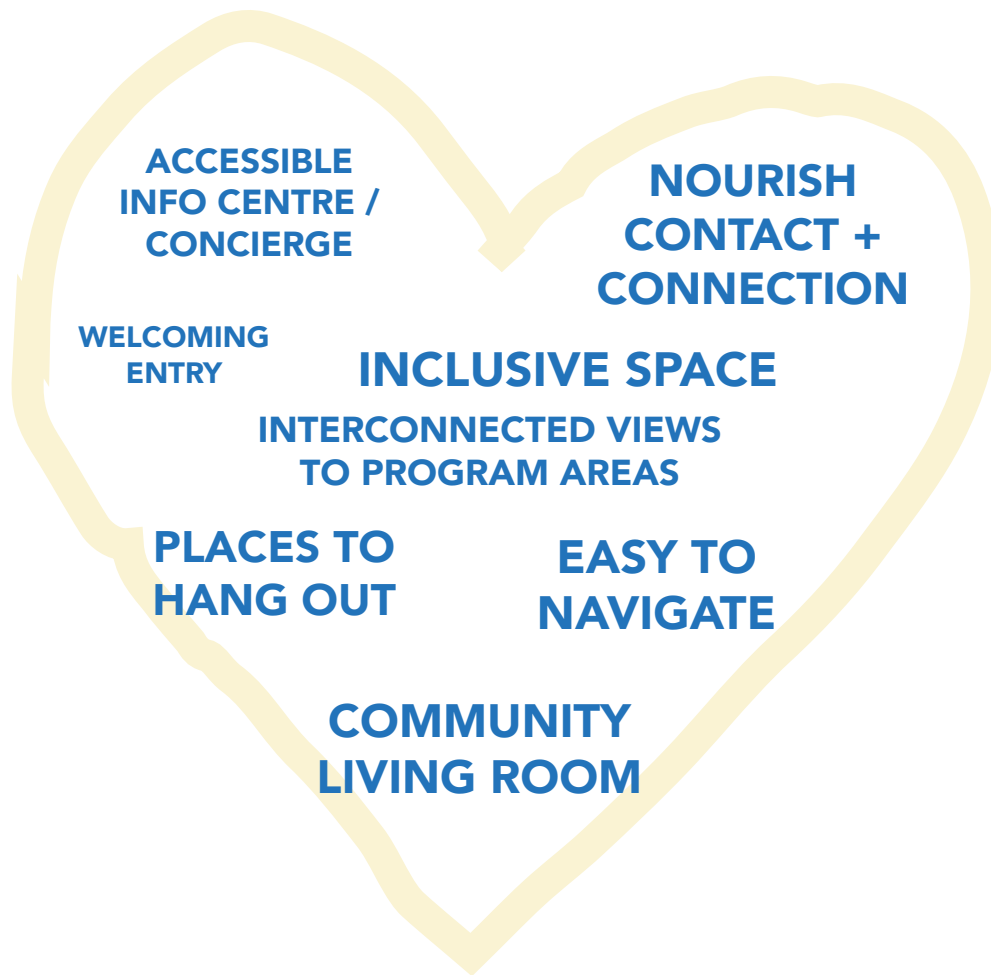 ACCESSIBLE
INFO CENTRE /
CONCIERGE
NOURISH
CONTACT +
CONNECTION
WELCOMING
ENTRY
INCLUSIVE SPACE
INTERCONNECTED VIEWS
TO PROGRAM AREAS
PLACES TO
HANG OUT
EASY TO
NAVIGATE
COMMUNITY
LIVING ROOM